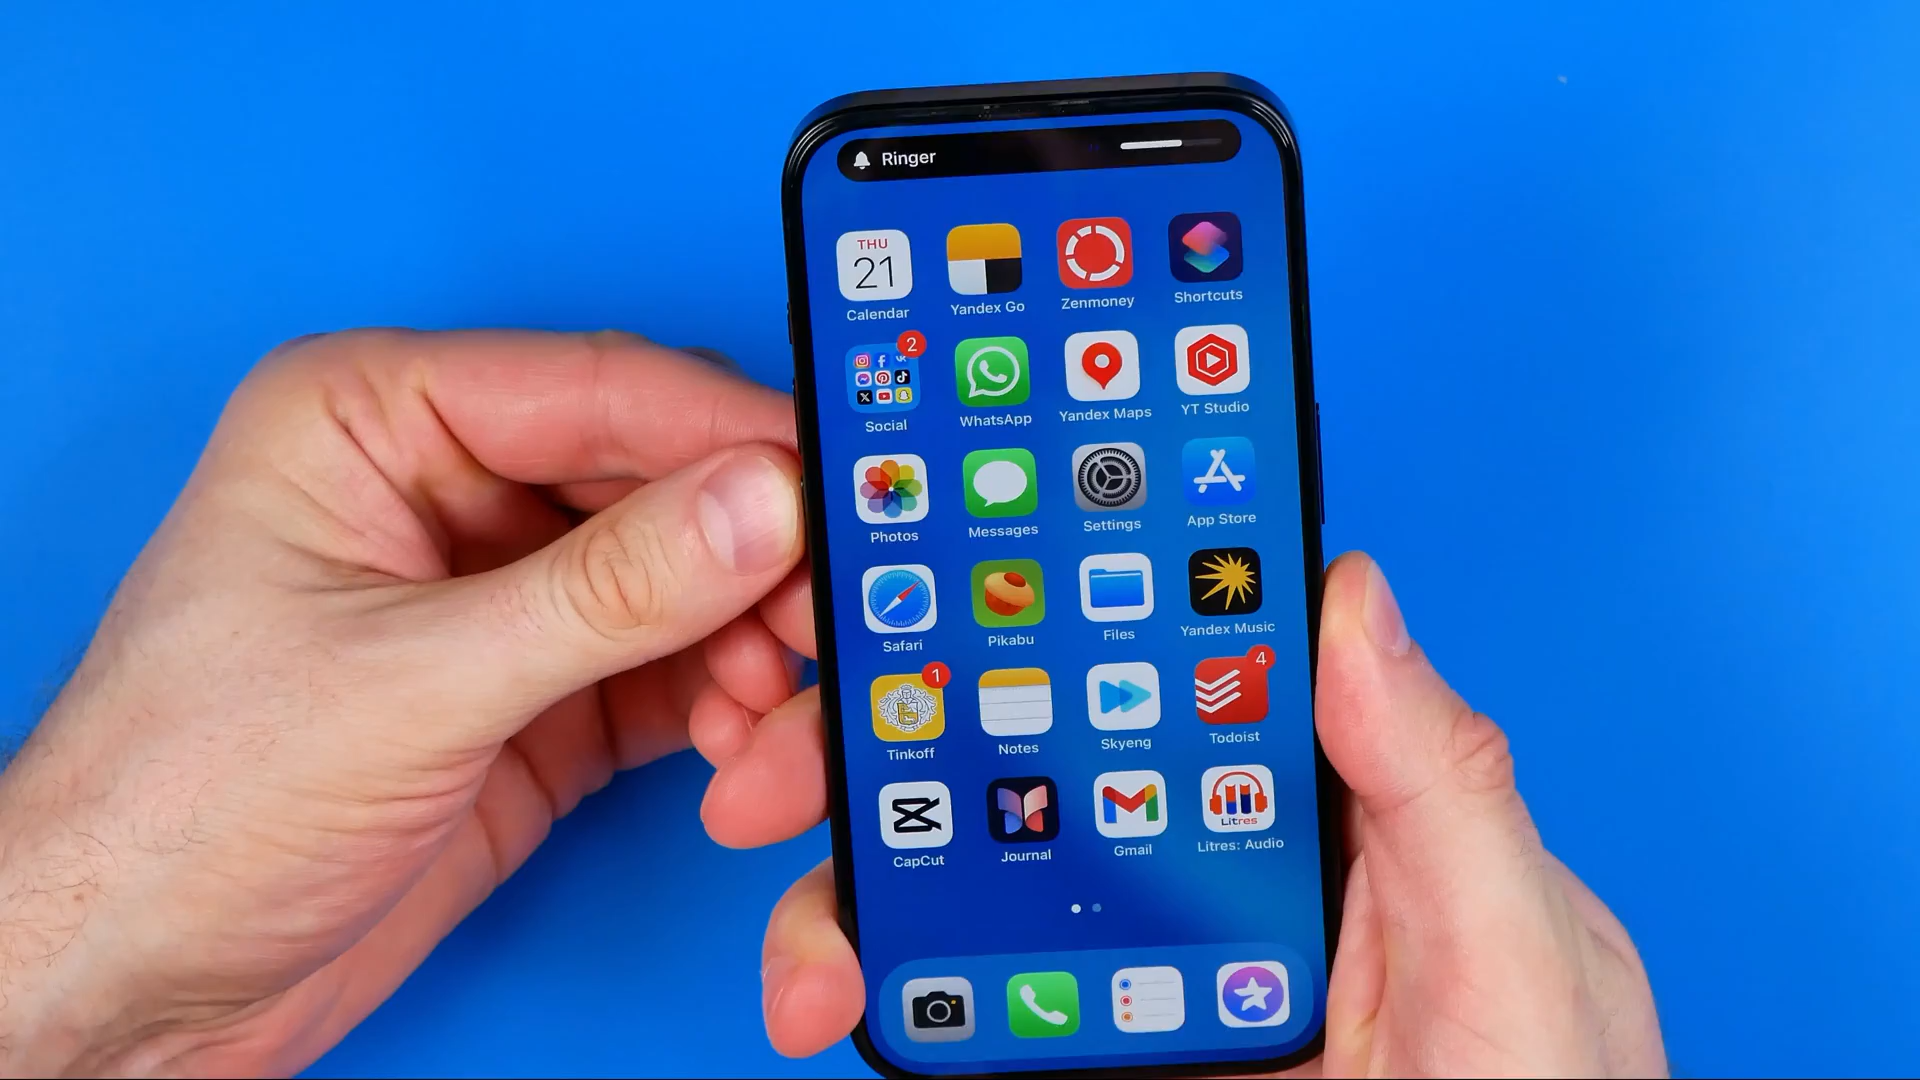 Ringer
THU
21
Calendar
Yandex Go
Zenmoney
Shortcuts
2
Social
WhatsApp
Yandex Maps
YT Studio
Photos
Messages
Settings
App Store
Safari
Pikabu
Files
Yandex Music
1
4
Tinkoff
Notes
Skyeng
Todoist
CapCut
Journal
Gmail
Litres
Litres: Audio